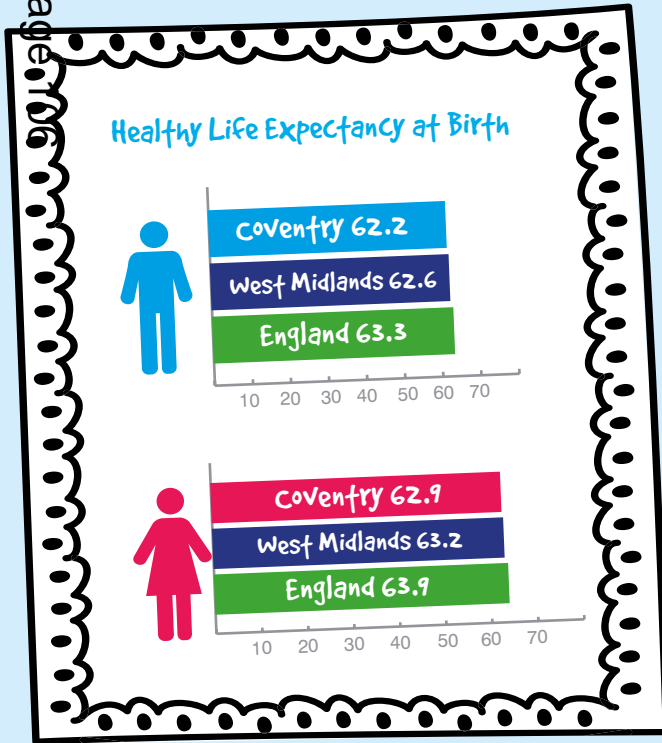 age 106
Healthy Life Expectancy at Birth
Coventry 62.2
West Midlands 62.6
England 63.3
10 20 30 40 50 60 70
Coventry 62.9
West Midlands 63.2
England 63.9
10 20 30 40 50 60 70